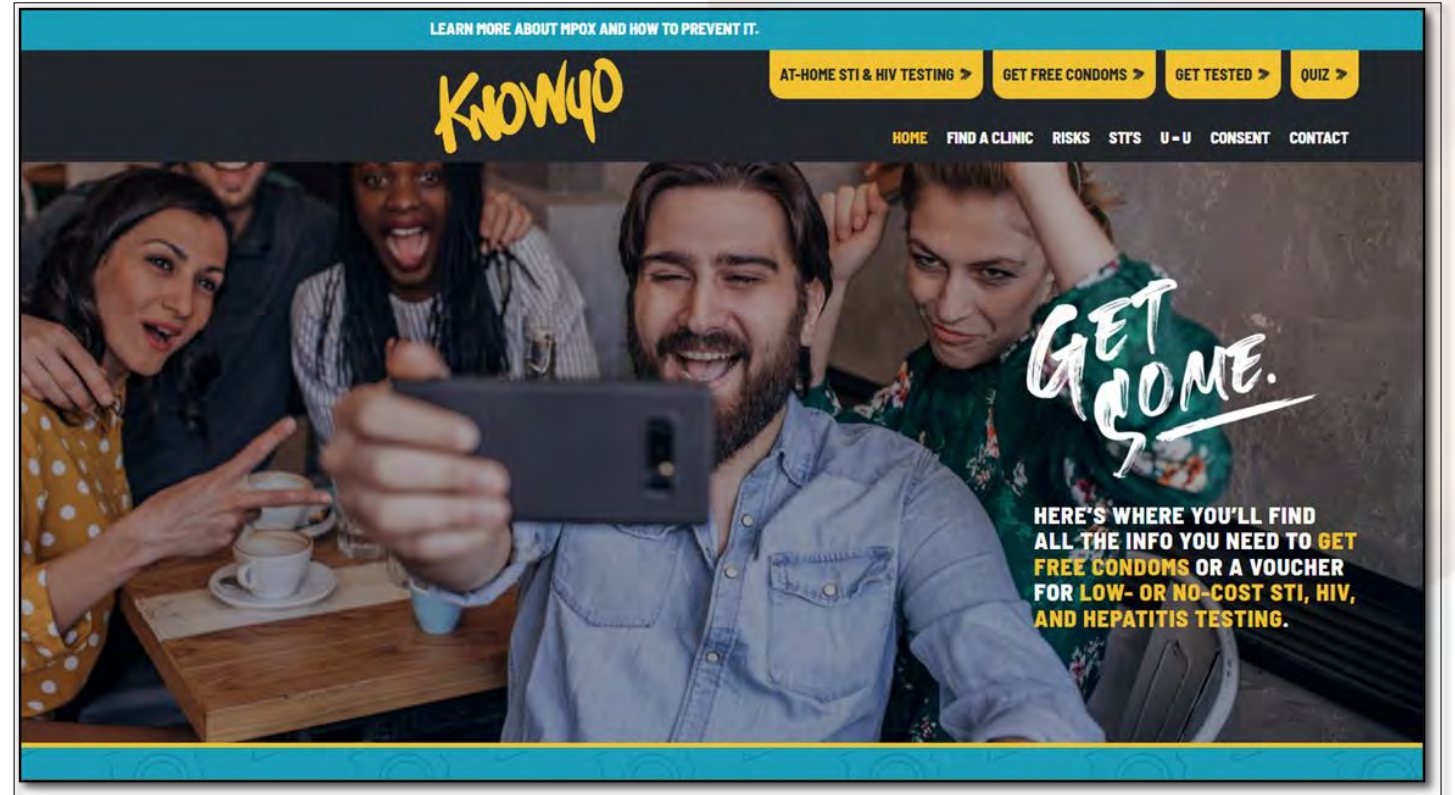 LEARN MORE ABOUT MPOX AND HOW TO PREVENT IT.
KNOWYO
AT-HOME STI & HIV TESTING >>
GET FREE CONDOMS >>
GET TESTED >>
QUIZ >>
HOME FIND A CLINIC RISKS STI'S U=U CONSENT CONTACT
GET
SOME.
HERE'S WHERE YOU'LL FIND
ALL THE INFO YOU NEED TO GET
FREE CONDOMS OR A VOUCHER
FOR LOW- OR NO-COST STI, HIV,
AND HEPATITIS TESTING.